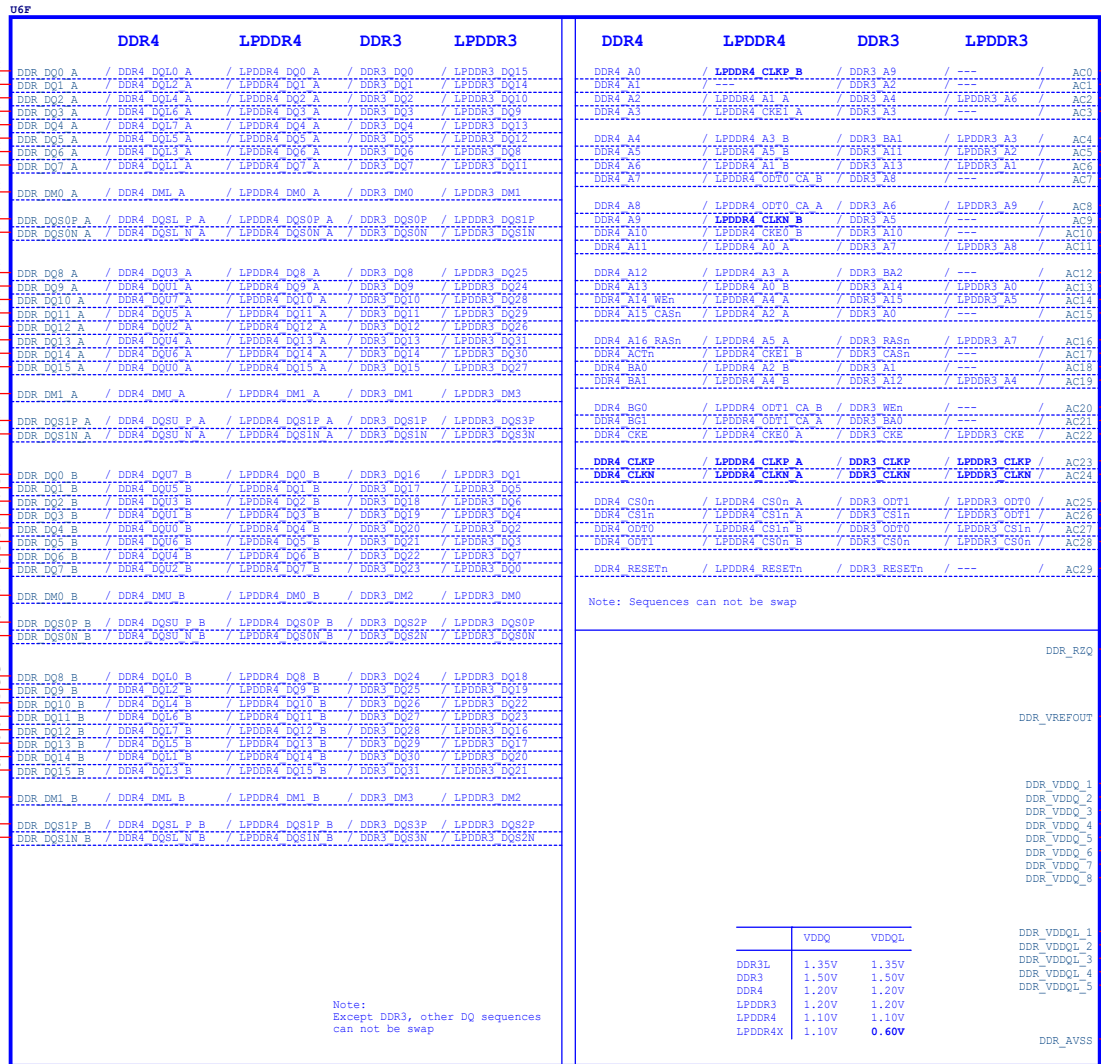 U6F
DDR4 LPDDR4 DDR3 LPDDR3
DDR_DQ0_A / DDR4_DQL0_A / LPDDR4_DQ0_A / DDR3_DQ0 / LPDDR3_DQ15
DDR_DQ1_A / DDR4_DQL2_A / LPDDR4_DQ1_A / DDR3_DQ1 / LPDDR3_DQ14
DDR_DQ2_A / DDR4_DQL4_A / LPDDR4_DQ2_A / DDR3_DQ2 / LPDDR3_DQ10
DDR_DQ3_A / DDR4_DQL6_A / LPDDR4_DQ3_A / DDR3_DQ3 / LPDDR3_DQ9
DDR_DQ4_A / DDR4_DQL7_A / LPDDR4_DQ4_A / DDR3_DQ4 / LPDDR3_DQ13
DDR_DQ5_A / DDR4_DQL5_A / LPDDR4_DQ5_A / DDR3_DQ5 / LPDDR3_DQ12
DDR_DQ6_A / DDR4_DQL3_A / LPDDR4_DQ6_A / DDR3_DQ6 / LPDDR3_DQ8
DDR_DQ7_A / DDR4_DQL1_A / LPDDR4_DQ7_A / DDR3_DQ7 / LPDDR3_DQ11
DDR_DM0_A / DDR4_DML_A / LPDDR4_DM0_A / DDR3_DM0 / LPDDR3_DM1
DDR_DQS0P_A / DDR4_DQSL_P_A / LPDDR4_DQS0P_A / DDR3_DQS0P / LPDDR3_DQS1P
DDR_DQS0N_A / DDR4_DQSL_N_A / LPDDR4_DQS0N_A / DDR3_DQS0N / LPDDR3_DQS1N
DDR_DQ8_A / DDR4_DQU3_A / LPDDR4_DQ8_A / DDR3_DQ8 / LPDDR3_DQ25
DDR_DQ9_A / DDR4_DQU1_A / LPDDR4_DQ9_A / DDR3_DQ9 / LPDDR3_DQ24
DDR_DQ10_A / DDR4_DQU7_A / LPDDR4_DQ10_A / DDR3_DQ10 / LPDDR3_DQ28
DDR_DQ11_A / DDR4_DQU5_A / LPDDR4_DQ11_A / DDR3_DQ11 / LPDDR3_DQ29
DDR_DQ12_A / DDR4_DQU2_A / LPDDR4_DQ12_A / DDR3_DQ12 / LPDDR3_DQ26
DDR_DQ13_A / DDR4_DQU4_A / LPDDR4_DQ13_A / DDR3_DQ13 / LPDDR3_DQ31
DDR_DQ14_A / DDR4_DQU6_A / LPDDR4_DQ14_A / DDR3_DQ14 / LPDDR3_DQ30
DDR_DQ15_A / DDR4_DQU0_A / LPDDR4_DQ15_A / DDR3_DQ15 / LPDDR3_DQ27
DDR_DM1_A / DDR4_DMU_A / LPDDR4_DM1_A / DDR3_DM1 / LPDDR3_DM3
DDR_DQS1P_A / DDR4_DQSU_P_A / LPDDR4_DQS1P_A / DDR3_DQS1P / LPDDR3_DQS3P
DDR_DQS1N_A / DDR4_DQSU_N_A / LPDDR4_DQS1N_A / DDR3_DQS1N / LPDDR3_DQS3N
DDR_DQ0_B / DDR4_DQU7_B / LPDDR4_DQ0_B / DDR3_DQ16 / LPDDR3_DQ1
DDR_DQ1_B / DDR4_DQU5_B / LPDDR4_DQ1_B / DDR3_DQ17 / LPDDR3_DQ5
DDR_DQ2_B / DDR4_DQU3_B / LPDDR4_DQ2_B / DDR3_DQ18 / LPDDR3_DQ6
DDR_DQ3_B / DDR4_DQU1_B / LPDDR4_DQ3_B / DDR3_DQ19 / LPDDR3_DQ4
DDR_DQ4_B / DDR4_DQU0_B / LPDDR4_DQ4_B / DDR3_DQ20 / LPDDR3_DQ2
DDR_DQ5_B / DDR4_DQU6_B / LPDDR4_DQ5_B / DDR3_DQ21 / LPDDR3_DQ3
DDR_DQ6_B / DDR4_DQU4_B / LPDDR4_DQ6_B / DDR3_DQ22 / LPDDR3_DQ7
DDR_DQ7_B / DDR4_DQU2_B / LPDDR4_DQ7_B / DDR3_DQ23 / LPDDR3_DQ0
DDR_DM0_B / DDR4_DMU_B / LPDDR4_DM0_B / DDR3_DM2 / LPDDR3_DM0
DDR_DQS0P_B / DDR4_DQSU_P_B / LPDDR4_DQS0P_B / DDR3_DQS2P / LPDDR3_DQS0P
DDR_DQS0N_B / DDR4_DQSU_N_B / LPDDR4_DQS0N_B / DDR3_DQS2N / LPDDR3_DQS0N
DDR_DQ8_B / DDR4_DQL0_B / LPDDR4_DQ8_B / DDR3_DQ24 / LPDDR3_DQ18
DDR_DQ9_B / DDR4_DQL2_B / LPDDR4_DQ9_B / DDR3_DQ25 / LPDDR3_DQ19
DDR_DQ10_B / DDR4_DQL4_B / LPDDR4_DQ10_B / DDR3_DQ26 / LPDDR3_DQ22
DDR_DQ11_B / DDR4_DQL6_B / LPDDR4_DQ11_B / DDR3_DQ27 / LPDDR3_DQ23
DDR_DQ12_B / DDR4_DQL7_B / LPDDR4_DQ12_B / DDR3_DQ28 / LPDDR3_DQ16
DDR_DQ13_B / DDR4_DQL5_B / LPDDR4_DQ13_B / DDR3_DQ29 / LPDDR3_DQ17
DDR_DQ14_B / DDR4_DQL1_B / LPDDR4_DQ14_B / DDR3_DQ30 / LPDDR3_DQ20
DDR_DQ15_B / DDR4_DQL3_B / LPDDR4_DQ15_B / DDR3_DQ31 / LPDDR3_DQ21
DDR_DM1_B / DDR4_DML_B / LPDDR4_DM1_B / DDR3_DM3 / LPDDR3_DM2
DDR_DQS1P_B / DDR4_DQSL_P_B / LPDDR4_DQS1P_B / DDR3_DQS3P / LPDDR3_DQS2P
DDR_DQS1N_B / DDR4_DQSL_N_B / LPDDR4_DQS1N_B / DDR3_DQS3N / LPDDR3_DQS2N
Note:
Except DDR3, other DQ sequences
can not be swap
DDR4 LPDDR4 DDR3 LPDDR3
DDR4_A0 / LPDDR4_CLKP_B / DDR3_A9 / --- / AC0
DDR4_A1 / --- / DDR3_A2 / --- / AC1
DDR4_A2 / LPDDR4_A1_A / DDR3_A4 / LPDDR3_A6 / AC2
DDR4_A3 / LPDDR4_CKE1_A / DDR3_A3 / --- / AC3
DDR4_A4 / LPDDR4_A3_B / DDR3_BA1 / LPDDR3_A3 / AC4
DDR4_A5 / LPDDR4_A5_B / DDR3_A11 / LPDDR3_A2 / AC5
DDR4_A6 / LPDDR4_A1_B / DDR3_A13 / LPDDR3_A1 / AC6
DDR4_A7 / LPDDR4_ODT0_CA_B / DDR3_A8 / --- / AC7
DDR4_A8 / LPDDR4_ODT0_CA_A / DDR3_A6 / LPDDR3_A9 / AC8
DDR4_A9 / LPDDR4_CLKN_B / DDR3_A5 / --- / AC9
DDR4_A10 / LPDDR4_CKE0_B / DDR3_A10 / --- / AC10
DDR4_A11 / LPDDR4_A0_A / DDR3_A7 / LPDDR3_A8 / AC11
DDR4_A12 / LPDDR4_A3_A / DDR3_BA2 / --- / AC12
DDR4_A13 / LPDDR4_A0_B / DDR3_A14 / LPDDR3_A0 / AC13
DDR4_A14_WEn / LPDDR4_A4_A / DDR3_A15 / LPDDR3_A5 / AC14
DDR4_A15_CASn / LPDDR4_A2_A / DDR3_A0 / --- / AC15
DDR4_A16_RASn / LPDDR4_A5_A / DDR3_RASn / LPDDR3_A7 / AC16
DDR4_ACTn / LPDDR4_CKE1_B / DDR3_CASn / --- / AC17
DDR4_BA0 / LPDDR4_A2_B / DDR3_A1 / --- / AC18
DDR4_BA1 / LPDDR4_A4_B / DDR3_A12 / LPDDR3_A4 / AC19
DDR4_BG0 / LPDDR4_ODT1_CA_B / DDR3_WEn / --- / AC20
DDR4_BG1 / LPDDR4_ODT1_CA_A / DDR3_BA0 / --- / AC21
DDR4_CKE / LPDDR4_CKE0_A / DDR3_CKE / LPDDR3_CKE / AC22
DDR4_CLKP / LPDDR4_CLKP_A / DDR3_CLKP / LPDDR3_CLKP / AC23
DDR4_CLKN / LPDDR4_CLKN_A / DDR3_CLKN / LPDDR3_CLKN / AC24
DDR4_CS0n / LPDDR4_CS0n_A / DDR3_ODT1 / LPDDR3_ODT0 / AC25
DDR4_CS1n / LPDDR4_CS1n_A / DDR3_CS1n / LPDDR3_ODT1 / AC26
DDR4_ODT0 / LPDDR4_CS1n_B / DDR3_ODT0 / LPDDR3_CS1n / AC27
DDR4_ODT1 / LPDDR4_CS0n_B / DDR3_CS0n / LPDDR3_CS0n / AC28
DDR4_RESETn / LPDDR4_RESETn / DDR3_RESETn / --- / AC29
Note: Sequences can not be swap
DDR_RZQ
DDR_VREFOUT
DDR_VDDQ_1
DDR_VDDQ_2
DDR_VDDQ_3
DDR_VDDQ_4
DDR_VDDQ_5
DDR_VDDQ_6
DDR_VDDQ_7
DDR_VDDQ_8
DDR_VDDQL_1
DDR_VDDQL_2
DDR_VDDQL_3
DDR_VDDQL_4
DDR_VDDQL_5
DDR_AVSS
VDDQ VDDQL
DDR3L 1.35V 1.35V
DDR3 1.50V 1.50V
DDR4 1.20V 1.20V
LPDDR3 1.20V 1.20V
LPDDR4 1.10V 1.10V
LPDDR4X 1.10V 0.60V